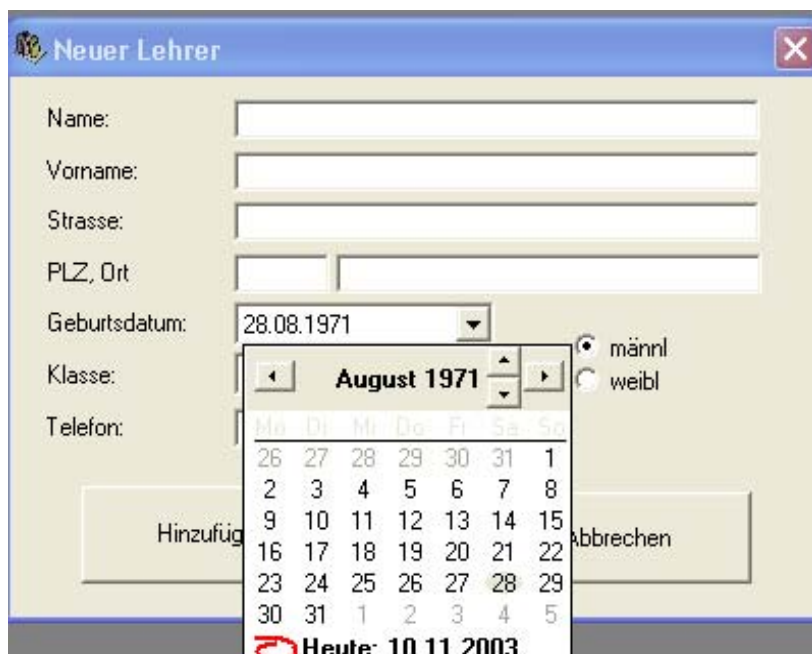 Neuer Lehrer
Name:
Vorname:
Strasse:
PLZ, Ort
Geburtsdatum: 28.08.1971
männl
Klasse:
weibl
August 1971
Telefon:
Mo Di Mi Do Fr Sa So
26 27 28 29 30 31 1
2 3 4 5 6 7 8
9 10 11 12 13 14 15
16 17 18 19 20 21 22
23 24 25 26 27 28 29
30 31 1 2 3 4 5
Heute: 10.11.2003
Hinzufüg
Abbrechen